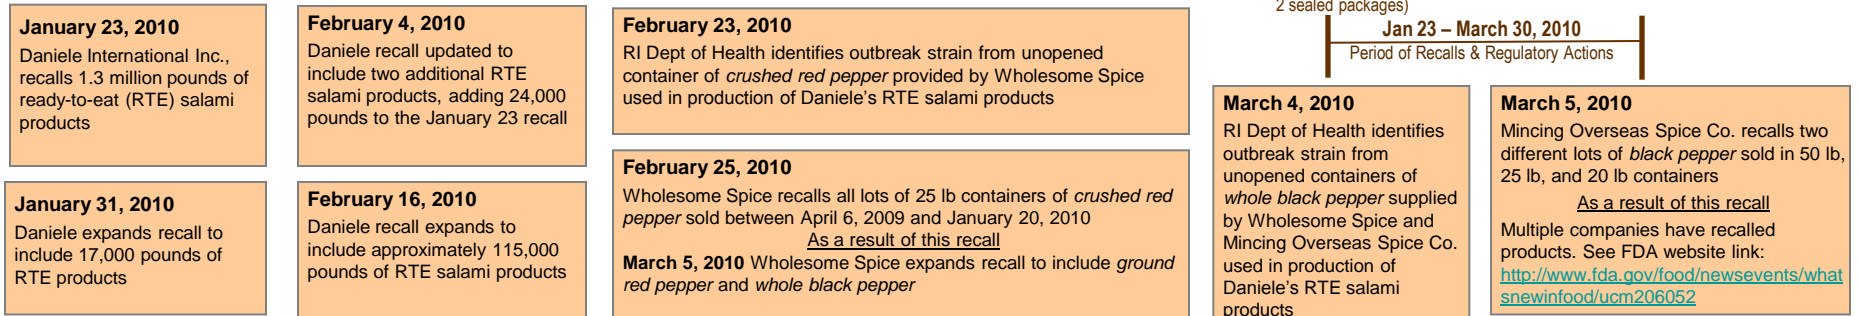 January 23, 2010
Daniele International Inc.,
recalls 1.3 million pounds of
ready-to-eat (RTE) salami
products
January 31, 2010
Daniele expands recall to
include 17,000 pounds of
RTE products
February 4, 2010
Daniele recall updated to
include two additional RTE
salami products, adding 24,000
pounds to the January 23 recall
February 16, 2010
Daniele recall expands to
include approximately 115,000
pounds of RTE salami products
February 23, 2010
RI Dept of Health identifies outbreak strain from unopened
container of crushed red pepper provided by Wholesome Spice
used in production of Daniele's RTE salami products
February 25, 2010
Wholesome Spice recalls all lots of 25 lb containers of crushed red
pepper sold between April 6, 2009 and January 20, 2010
As a result of this recall
March 5, 2010 Wholesome Spice expands recall to include ground
red pepper and whole black pepper
2 sealed packages)
Jan 23 – March 30, 2010
Period of Recalls & Regulatory Actions
March 4, 2010
RI Dept of Health identifies
outbreak strain from
unopened containers of
whole black pepper supplied
by Wholesome Spice and
Mincing Overseas Spice Co.
used in production of
Daniele's RTE salami
products
March 5, 2010
Mincing Overseas Spice Co. recalls two
different lots of black pepper sold in 50 lb,
25 lb, and 20 lb containers
As a result of this recall
Multiple companies have recalled
products. See FDA website link:
http://www.fda.gov/food/newsevents/what
snewinfood/ucm206052